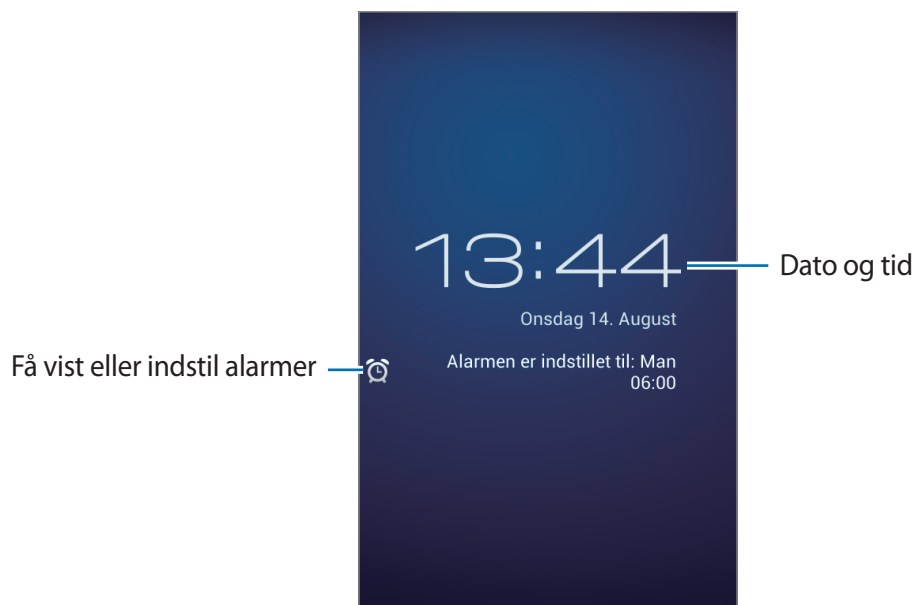 13:44
Dato og tid
Onsdag 14. August
Få vist eller indstil alarmer
Alarmen er indstillet til: Man
06:00